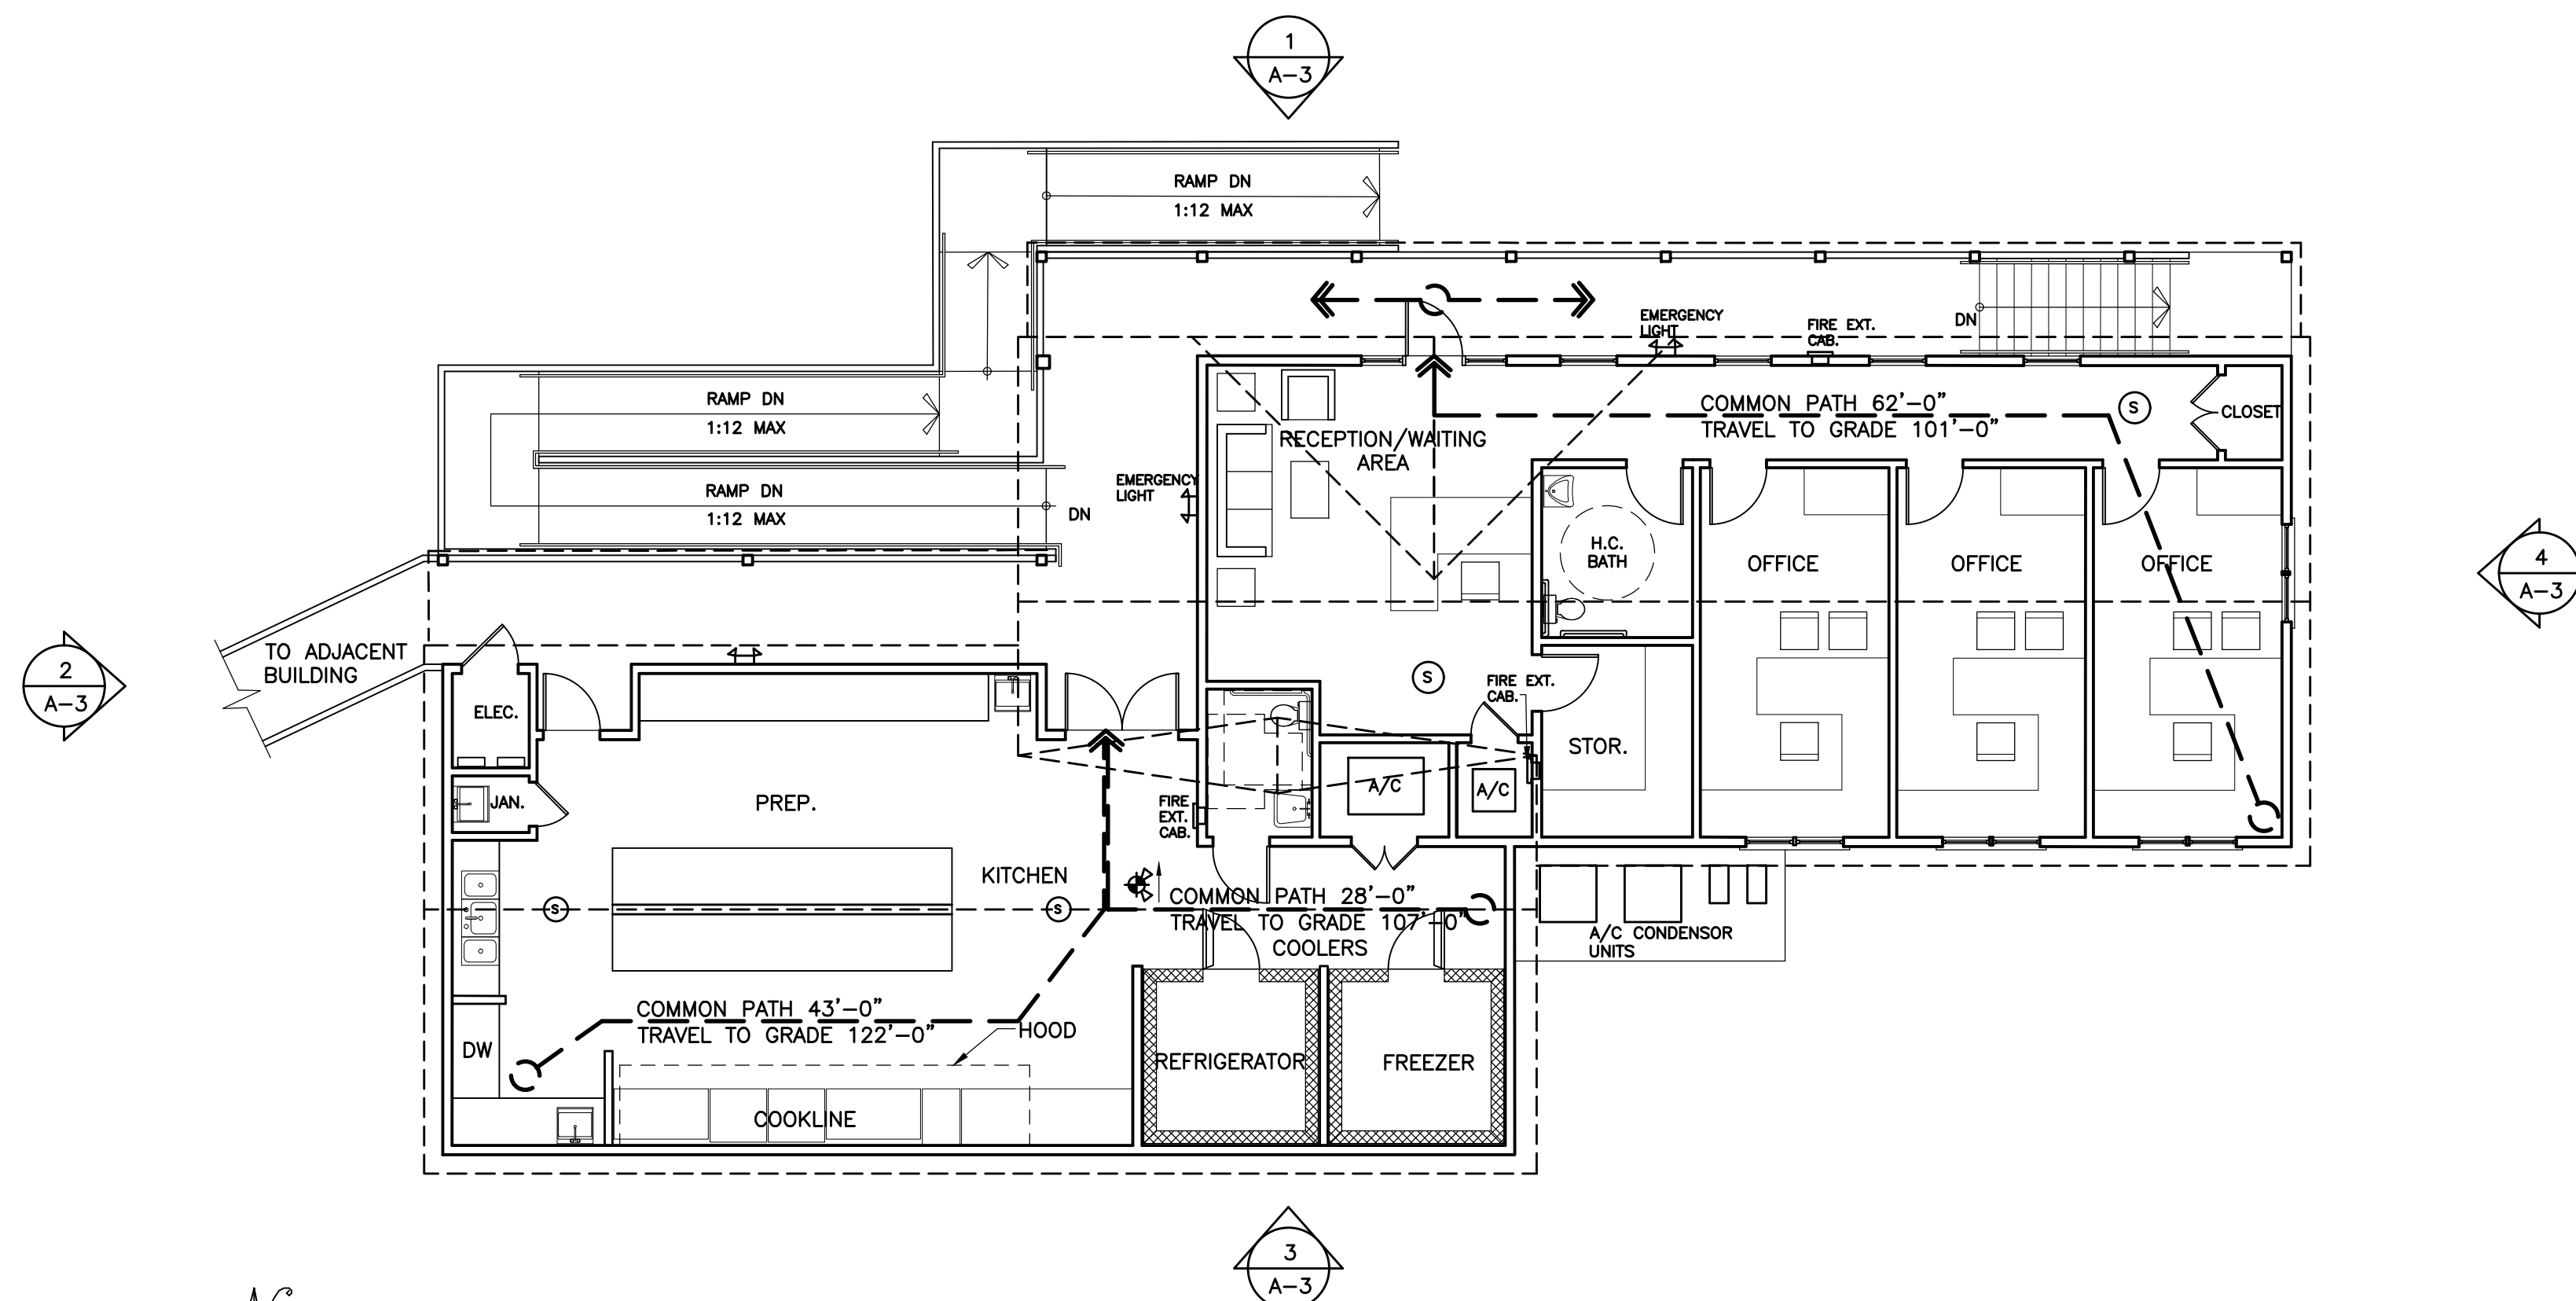 1
A-3
RAMP DN
1:12 MAX
EMERGENCY
LIGHT
FIRE EXT.
CAB.
DN
RAMP DN
1:12 MAX
COMMON PATH 62'-0"
TRAVEL TO GRADE 101'-0"
S
CLOSET
RECEPTION/WAITING
AREA
RAMP DN
1:12 MAX
DN
EMERGENCY
LIGHT
H.C.
BATH
OFFICE
OFFICE
OFFICE
4
A-3
TO ADJACENT
BUILDING
2
A-3
ELEC.
S
FIRE EXT.
CAB.
STOR.
JAN.
PREP.
A/C
A/C
FIRE
EXT.
CAB.
KITCHEN
S
S
COMMON PATH 28'-0"
TRAVEL TO GRADE 107'-0"
COOLERS
A/C CONDENSOR
UNITS
COMMON PATH 43'-0"
TRAVEL TO GRADE 122'-0"
HOOD
DW
REFRIGERATOR
FREEZER
COOKLINE
3
A-3